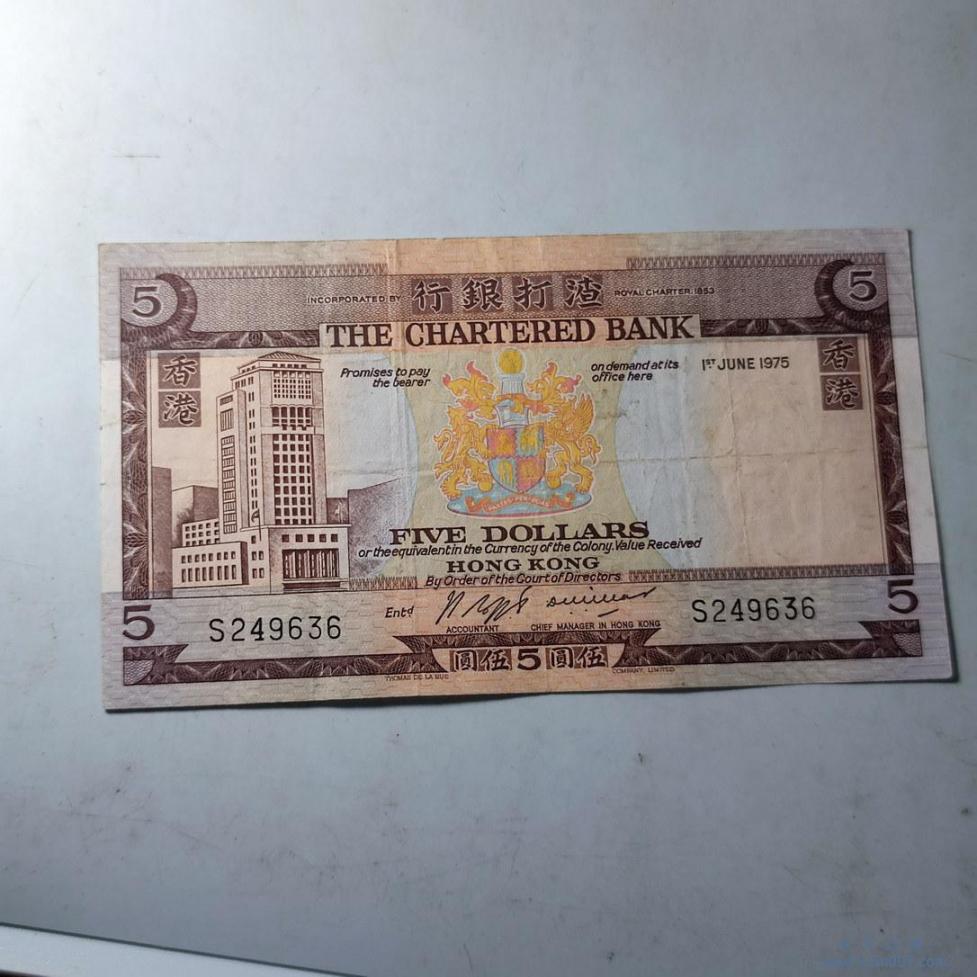 5 5
INCORPORATED BY 行銀打渣 ROYAL CHARTER.1853
THE CHARTERED BANK
香港 香港
Promises to pay the bearer
on demand at its office here
1ST JUNE 1975
FIVE DOLLARS
or the equivalent in the Currency of the Colony. Value Received
HONG KONG
By Order of the Court of Directors
5 5
Entd
S249636 S249636
ACCOUNTANT CHIEF MANAGER IN HONG KONG
圓伍5圓伍
THOMAS DE LA RUE COMPANY, LIMITED